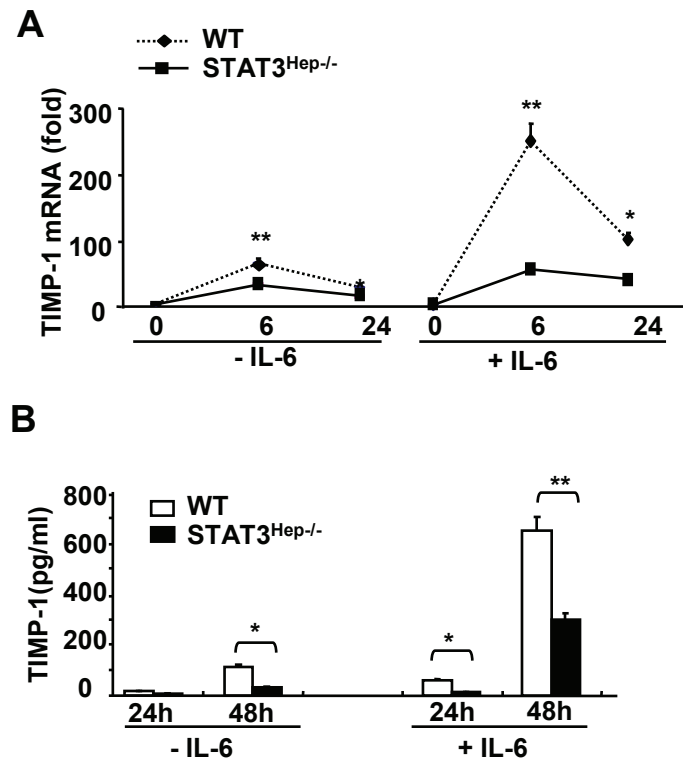 A
WT
STAT3Hep-/-
TIMP-1 mRNA (fold)
300
200
100
0
**
*
**
*
0 6 24 0 6 24
- IL-6 + IL-6
B
WT
STAT3Hep-/-
TIMP-1(pg/ml)
800
600
400
200
0
*
*
**
24h 48h 24h 48h
- IL-6 + IL-6